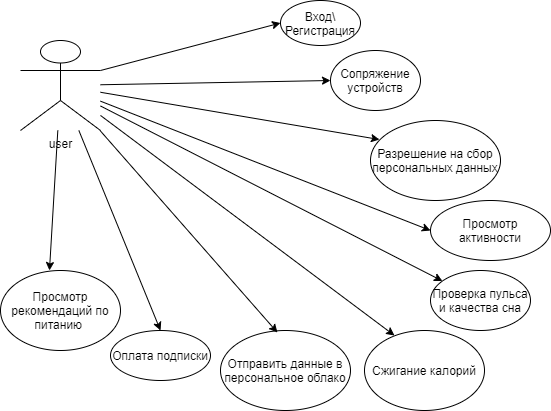 Вход\
Регистрация
Сопряжение
устройств
user
Разрешение на сбор
персональных данных
Просмотр
активности
Проверка пульса
и качества сна
Просмотр
рекомендаций по
питанию
Оплата подписки
Отправить данные в
персональное облако
Сжигание калорий